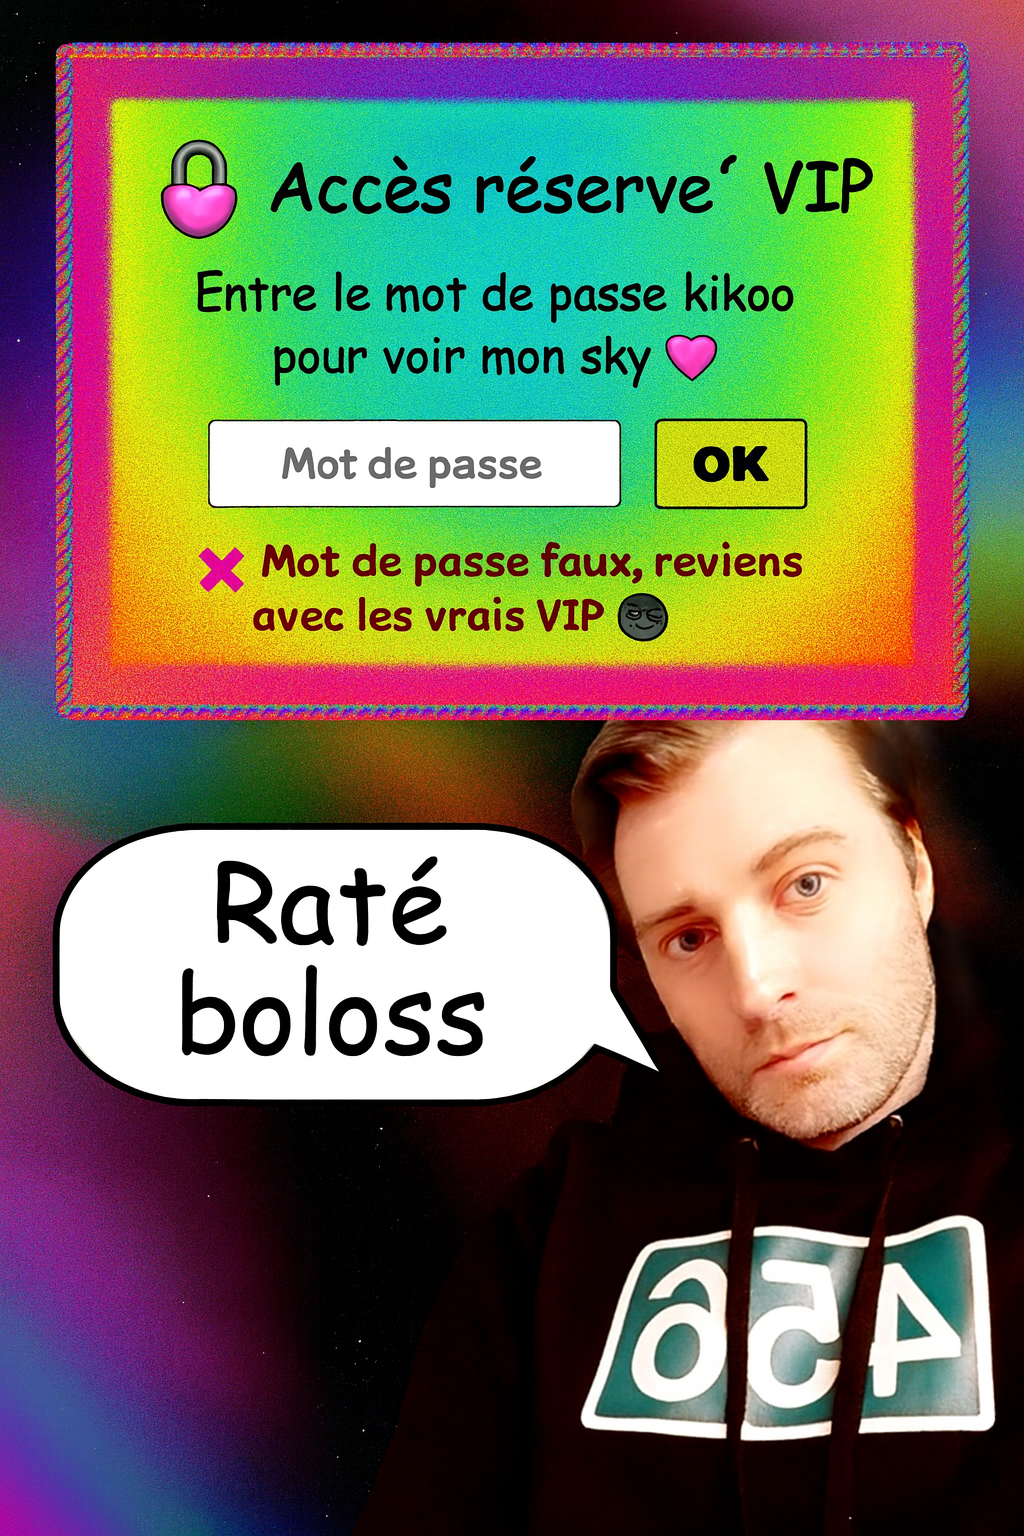 Accès réserve´ VIP
Entre le mot de passe kikoo
pour voir mon sky
Mot de passe
OK
Mot de passe faux, reviens
avec les vrais VIP
Raté
boloss
456